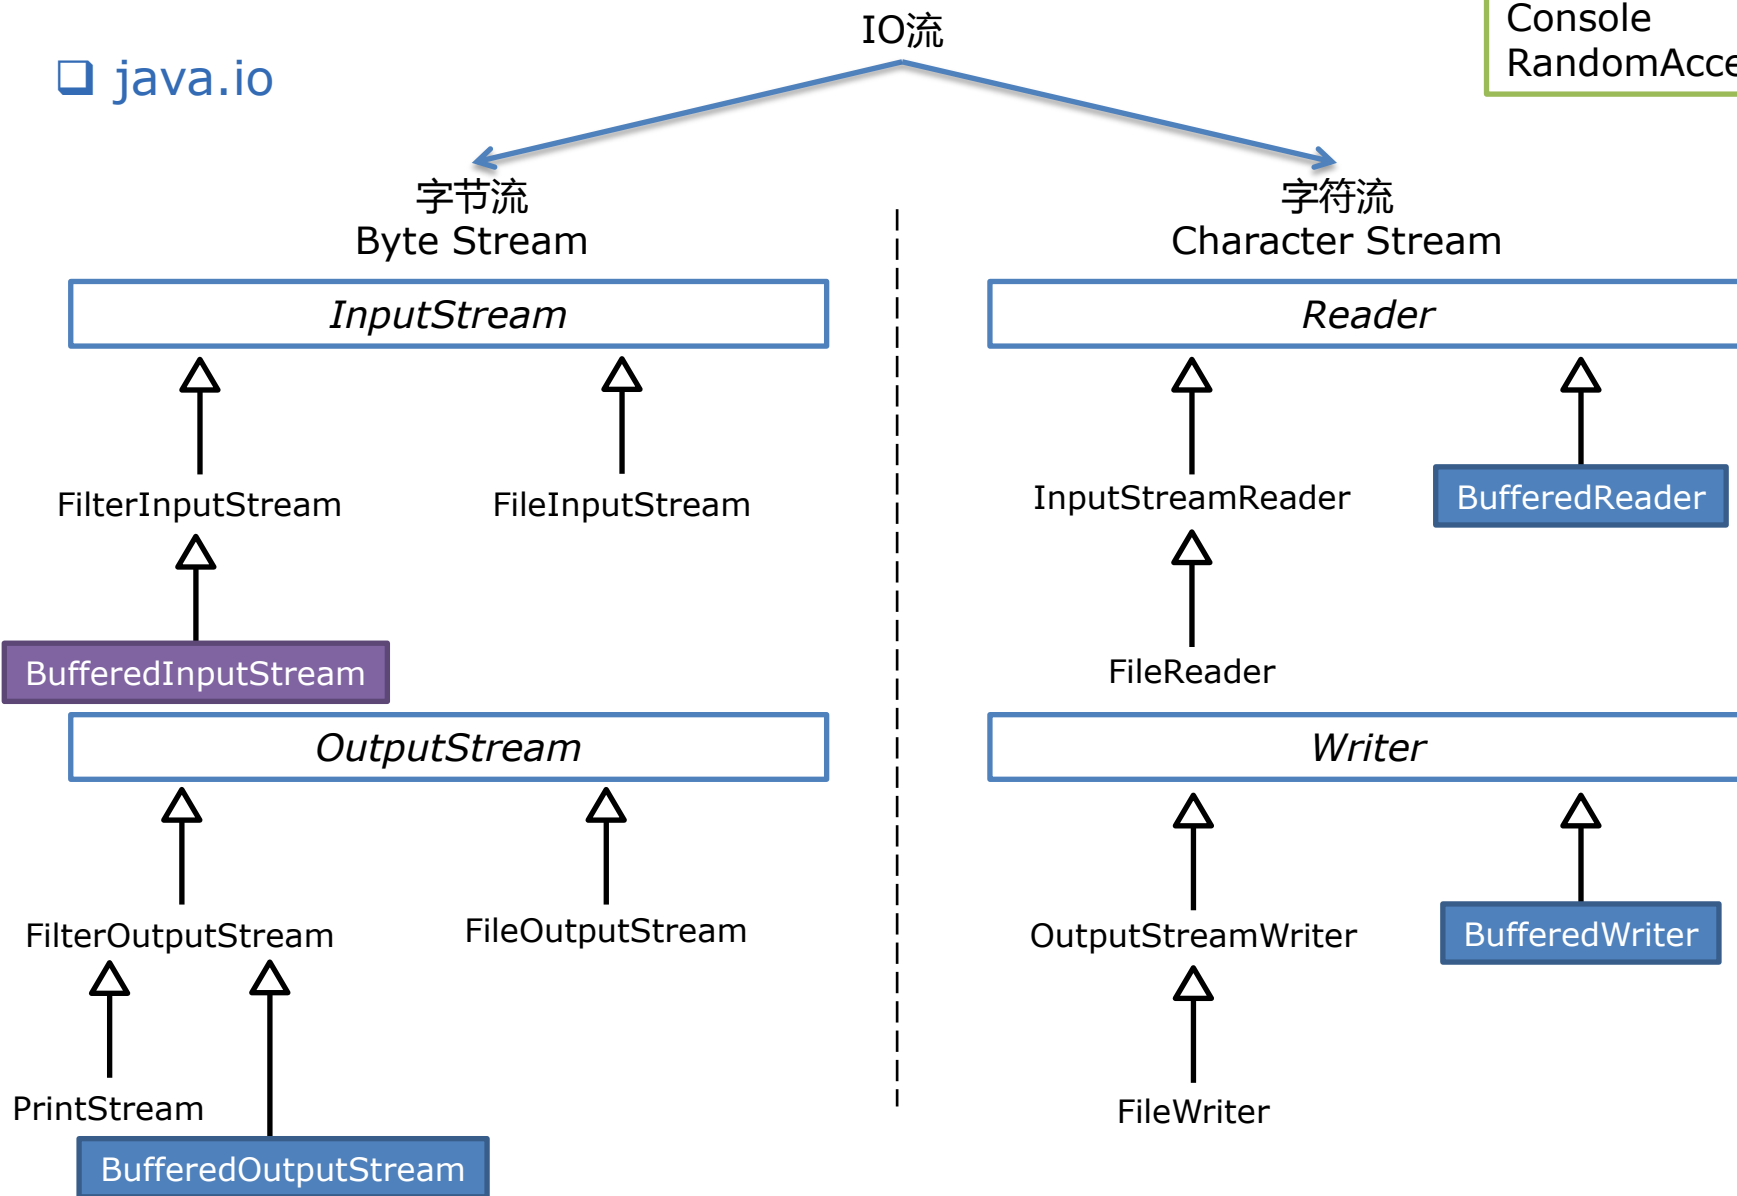 IO流
Console
RandomAcce
java.io
字节流
Byte Stream
字符流
Character Stream
InputStream
Reader
FilterInputStream
FileInputStream
InputStreamReader
BufferedReader
BufferedInputStream
FileReader
OutputStream
Writer
FilterOutputStream
FileOutputStream
OutputStreamWriter
BufferedWriter
PrintStream
FileWriter
BufferedOutputStream